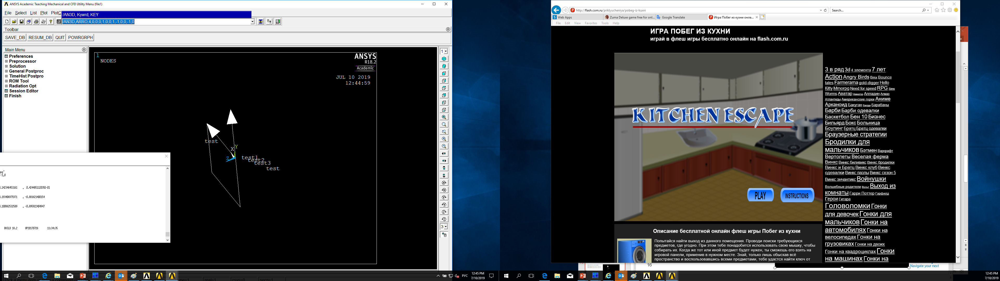 ANSYS Academic Teaching Mechanical and CFD Utility Menu (file1)
File Select List Plot PlotC
/AN3D, Kywrd, KEY
/AN3D,ARRO,4,0,0,0,1,0,0,1,-1,0,0,-1,0
Toolbar
SAVE_DB RESUM_DB QUIT POWRGRPH
Main Menu
Preferences
Preprocessor
Solution
General Postproc
TimeHist Postpro
ROM Tool
Radiation Opt
Session Editor
Finish
1
NODES
ANSYS
R18.2
Academic
JUL 10 2019
12:44:59
test
X Y
Z
test1
test2
test3
test
1
3
-1,0
0.142346453161 , 0.424485112035E-01
0.193406975971 , -0.881621400154
0.100862532589 , -0.895922404947
BUILD 18.2 UP20170726 11:34:35
РУС
12:45 PM
7/10/2019
http://flash.com.ru/priklyucheniya/pobeg-iz-kuxni
Search...
Web Apps
Zuma Deluxe game free for onl...
Google Translate
Игра Побег из кухни онла...
File Edit View Favorites Tools Help
ИГРА ПОБЕГ ИЗ КУХНИ
играй в флеш игры бесплатно онлайн на flash.com.ru
KITCHEN ESCAPE
PLAY
INSTRUCTIONS
Описание бесплатной онлайн флеш игры Побег из кухни
Попытайся найти выход из данного помещения. Проводи поиски требующихся
предметов, где угодно. При этом тебе понадобится использовать свою мышку, чтобы
собирать их. Когда же тот или иной предмет будет нужен, ты сможешь его взять на
игровой панели, применив в нужном месте. Знай, только лишь обыскав всё
пространство и воспользовавшись всеми предметами, тебе удастся найти ключ от
3 в ряд 3d 4 элемента 7 лет
Action Angry Birds Bmx Bounce
tales Farmerama gold-digger Hello
Kitty Mmorpg Need for speed RPG Sims
Worms Аватар Акинатор Алладин Алмаз
Атлантиды Американские горки Аниме
Арканоид Бакуган Балда Барабаны
Барби Барби одевалки
Баскетбол Бен 10 Бизнес
Бильярд Бокс Больница
Боулинг Братц Братц одевалки
Браузерные стратегии
Бродилки для
мальчиков Бэтмен Варкрафт
Вертолеты Веселая ферма
Винкс Винкс биливикс Винкс бродилки
Винкс и Братц Винкс клуб Винкс
одевалки Винкс пазлы Винкс сезон 5
Винкс энчантикс Войнушки
Волшебные родители Вольт Выход из
комнаты Гарри Поттер Гарфилд
Герои Гитара
Головоломки Гонки
для девочек Гонки для
мальчиков Гонки на
автомобилях Гонки на
велосипедах Гонки на
грузовиках Гонки на двоих
Гонки на квадроциклах Гонки
на машинах Гонки на
16
Navigate your next
12:45 PM
7/10/2019